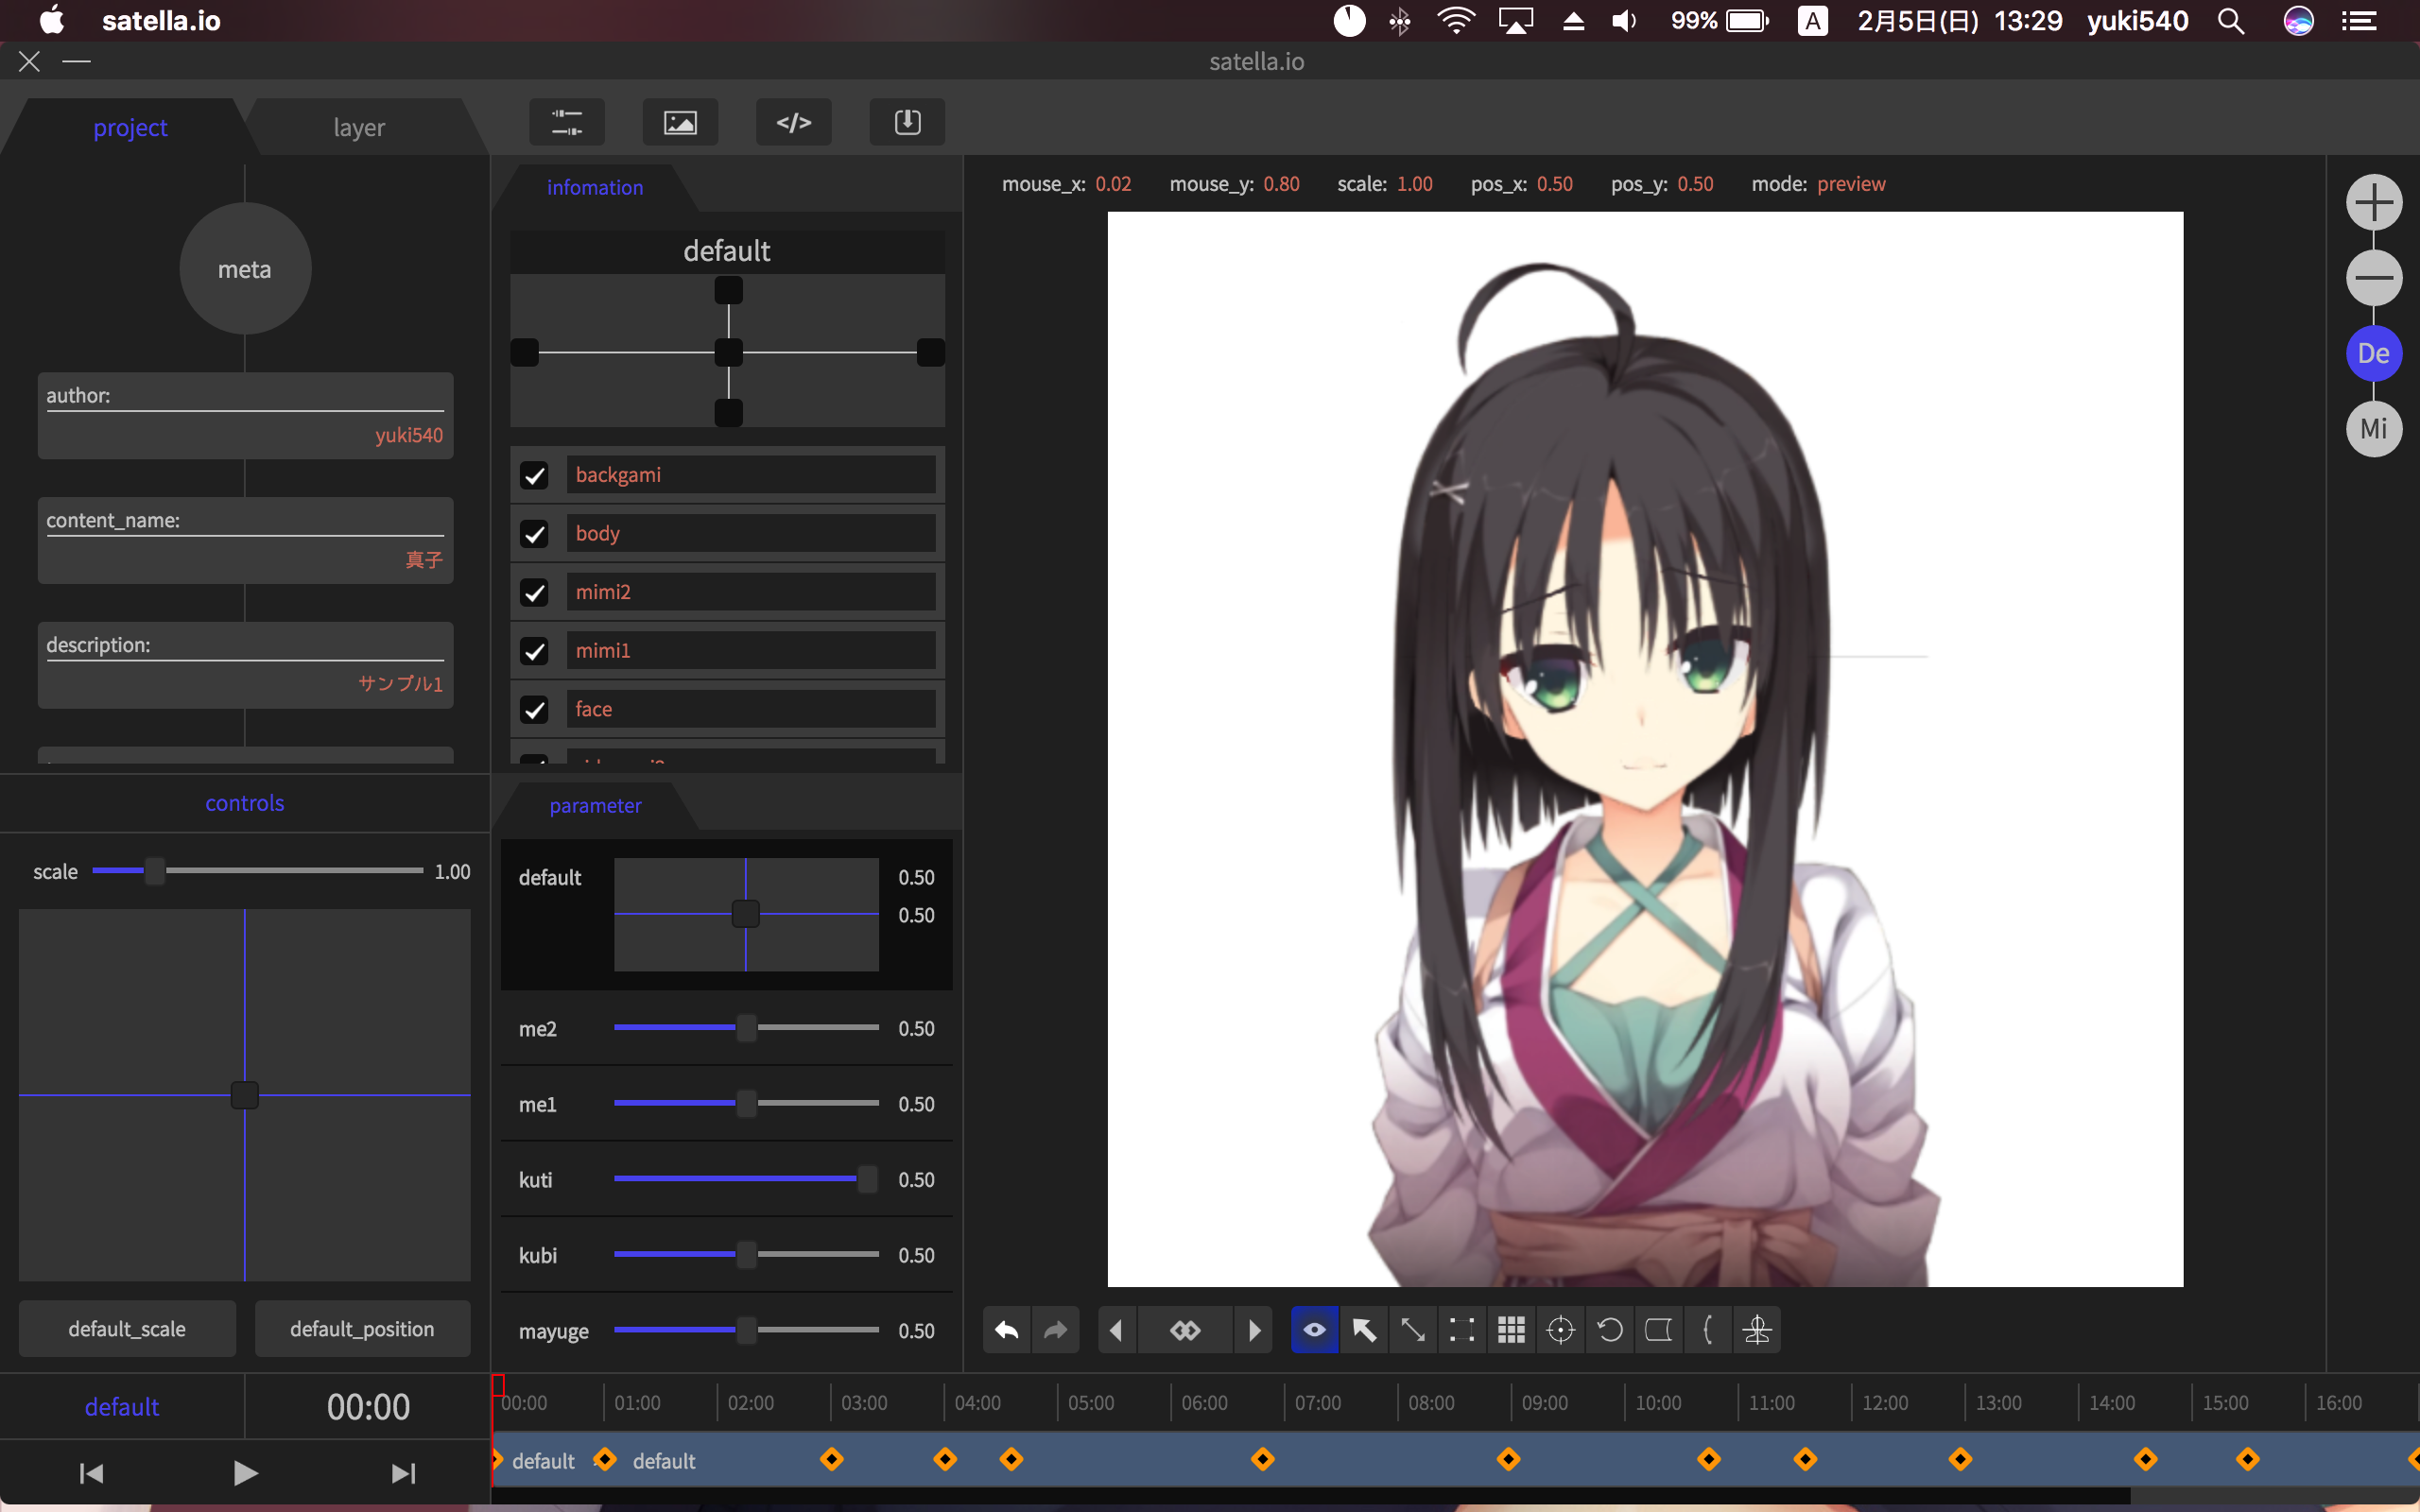 satella.io
99%
A
2月5日(日) 13:29
yuki540
satella.io
project
layer
</>
meta
author:
yuki540
content_name:
真子
description:
サンプル1
controls
scale
1.00
default_scale
default_position
infomation
default
backgami
body
mimi2
mimi1
face
parameter
default
0.50
0.50
me2
0.50
me1
0.50
kuti
0.50
kubi
0.50
mayuge
0.50
mouse_x: 0.02 mouse_y: 0.80 scale: 1.00 pos_x: 0.50 pos_y: 0.50 mode: preview
De
Mi
default
00:00
00:00 01:00 02:00 03:00 04:00 05:00 06:00 07:00 08:00 09:00 10:00 11:00 12:00 13:00 14:00 15:00 16:00
default
default